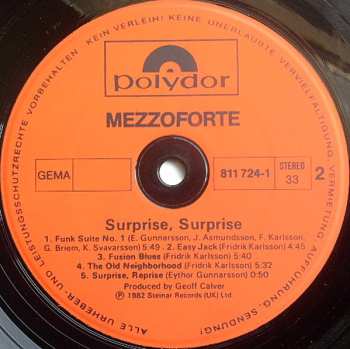 ALLE URHEBER- UND LEISTUNGSSCHUTZRECHTE VORBEHALTEN · KEIN VERLEIH! KEINE UNERLAUBTE VERVIELFÄLTIGUNG, VERMIETUNG, AUFFÜHRUNG, SENDUNG!
polydor
MEZZOFORTE
GEMA
811 724-1
STEREO
33
2
Surprise, Surprise
1. Funk Suite No. 1 (E. Gunnarsson, J. Asmundsson, F. Karlsson,
G. Briem, K. Svavarsson) 5:49 2. Easy Jack (Fridrik Karlsson) 4:45
3. Fusion Blues (Fridrik Karlsson)
4. The Old Neighborhood (Fridrik Karlsson) 5:32
5. Surprise, Reprise (Eythor Gunnarsson) 0:50
Produced by Geoff Calver
℗ 1982 Steinar Records (UK) Ltd